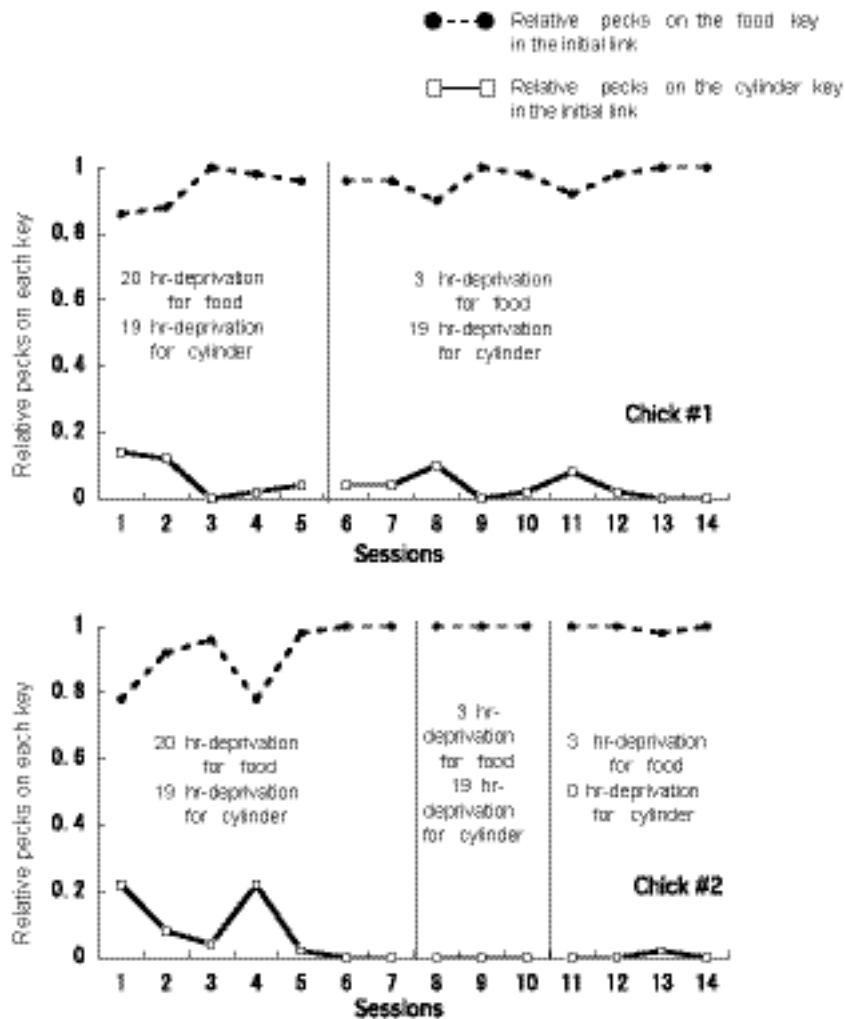 Relative pecks on the food key
in the initial link
Relative pecks on the cylinder key
in the initial link
Relative pecks on each key
1
0.8
0.6
0.4
0.2
0
20 hr-deprivation
for food
19 hr-deprivation
for cylinder
3 hr-deprivation
for food
19 hr-deprivation
for cylinder
Chick #1
1 2 3 4 5 6 7 8 9 10 11 12 13 14
Sessions
Relative pecks on each key
1
0.8
0.6
0.4
0.2
0
20 hr-deprivation
for food
19 hr-deprivation
for cylinder
3 hr-
deprivation
for food
19 hr-
deprivation
for cylinder
3 hr-deprivation
for food
0 hr-deprivation
for cylinder
Chick #2
1 2 3 4 5 6 7 8 9 10 11 12 13 14
Sessions